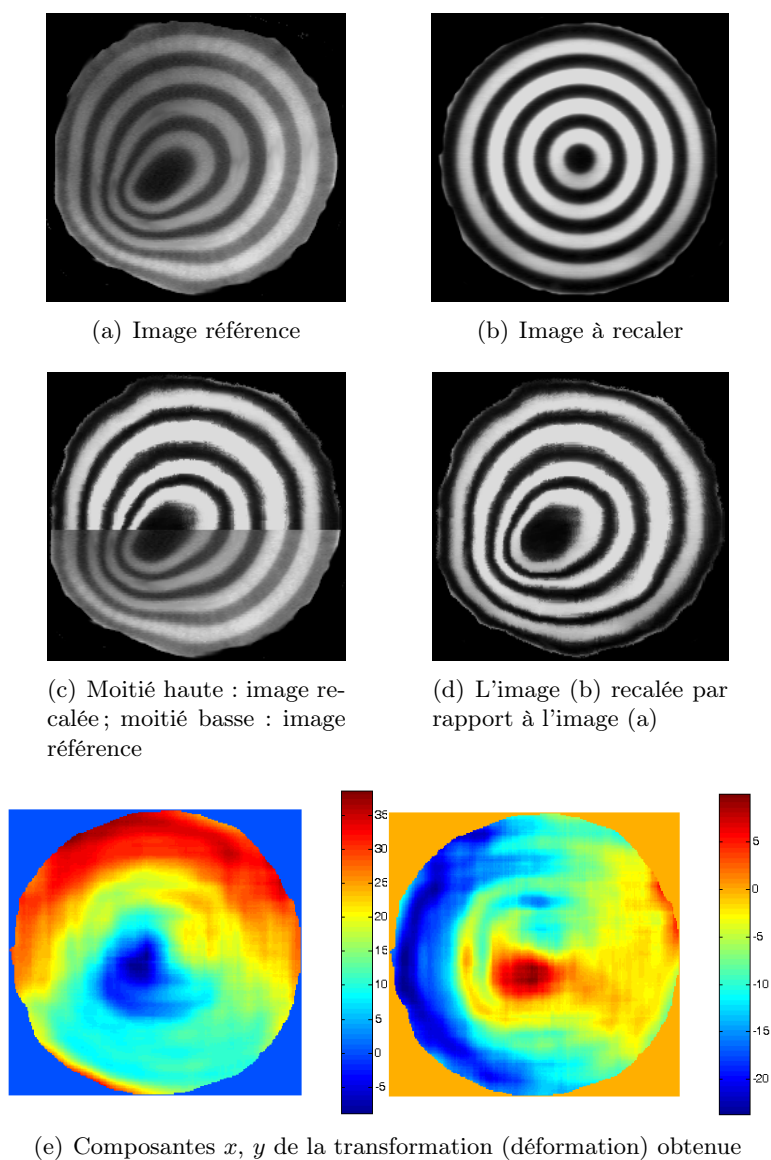 (a) Image référence
(b) Image à recaler
(c) Moitié haute : image re-
calée ; moitié basse : image
référence
(d) L'image (b) recalée par
rapport à l'image (a)
35
30
25
20
15
10
5
0
-5
5
0
-5
-10
-15
-20
(e) Composantes x, y de la transformation (déformation) obtenue